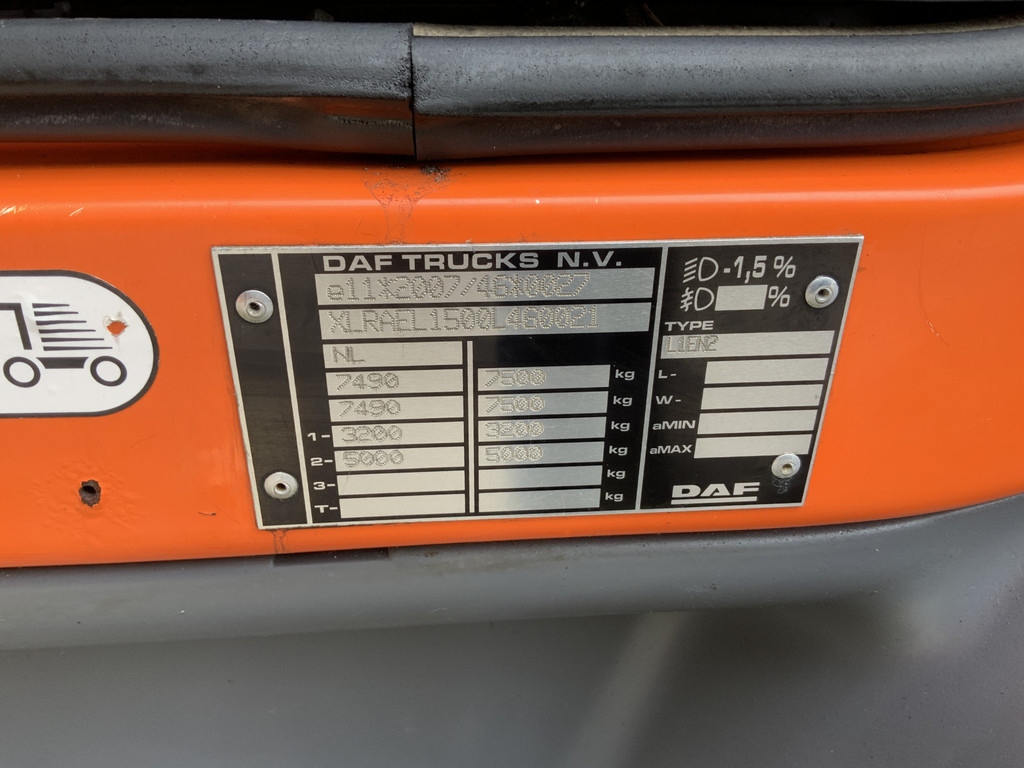 DAF TRUCKS N.V.
e11*2007/46*0027
XLRAEL1500L460021
NL
7490 7500 kg
7490 7500 kg
1- 3200 3200 kg
2- 5000 5000 kg
3- kg
T- kg
-1,5%
%
TYPE
L1EN2
L-
W-
aMIN
aMAX
DAF